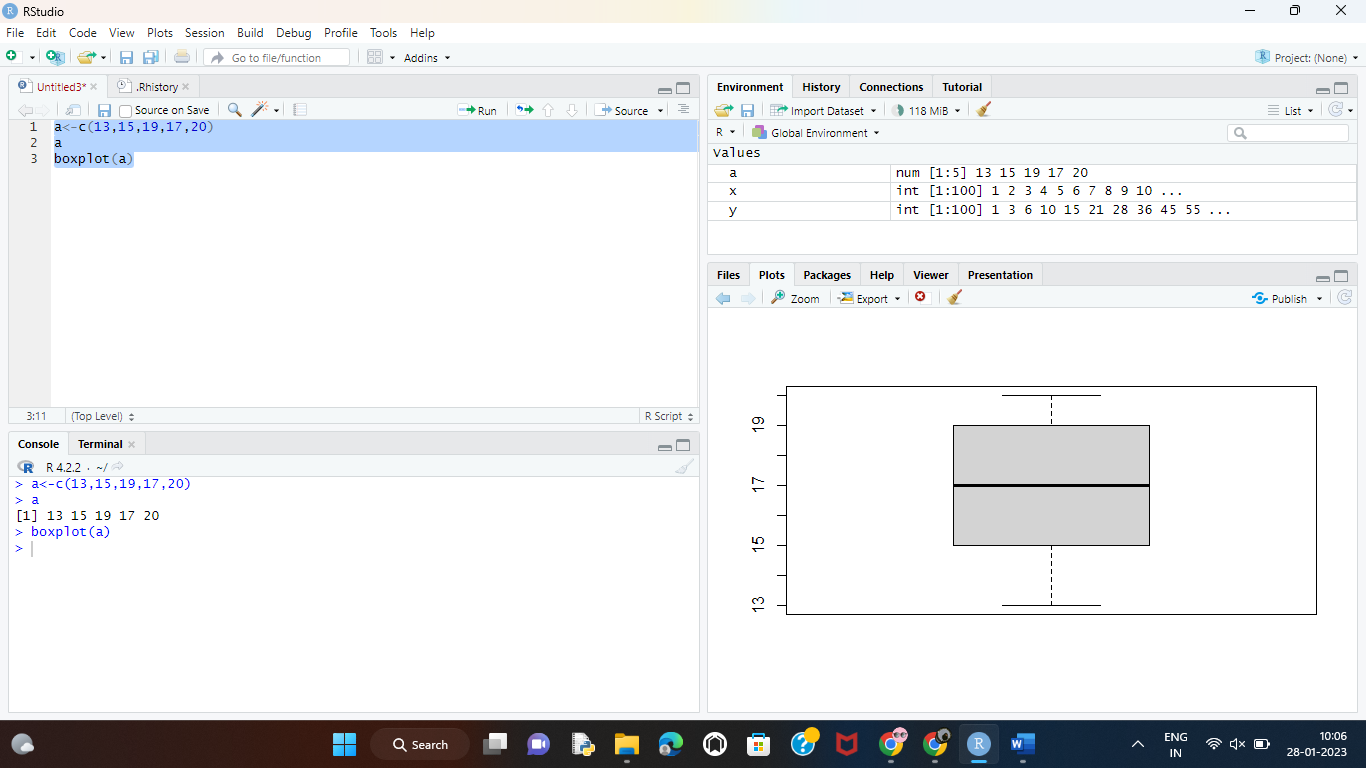 RStudio
File Edit Code View Plots Session Build Debug Profile Tools Help
Go to file/function Addins Project: (None)
Untitled3* .Rhistory
Source on Save Run Source
1 a<-c(13,15,19,17,20)
2 a
3 boxplot(a)
3:11 (Top Level) R Script
Console Terminal
R 4.2.2 . ~/
> a<-c(13,15,19,17,20)
> a
[1] 13 15 19 17 20
> boxplot(a)
>
Environment History Connections Tutorial
Import Dataset 118 MiB List
R Global Environment
Values
a num [1:5] 13 15 19 17 20
x int [1:100] 1 2 3 4 5 6 7 8 9 10 ...
y int [1:100] 1 3 6 10 15 21 28 36 45 55 ...
Files Plots Packages Help Viewer Presentation
Zoom Export Publish
19
17
15
13
Search
ENG
IN
10:06
28-01-2023